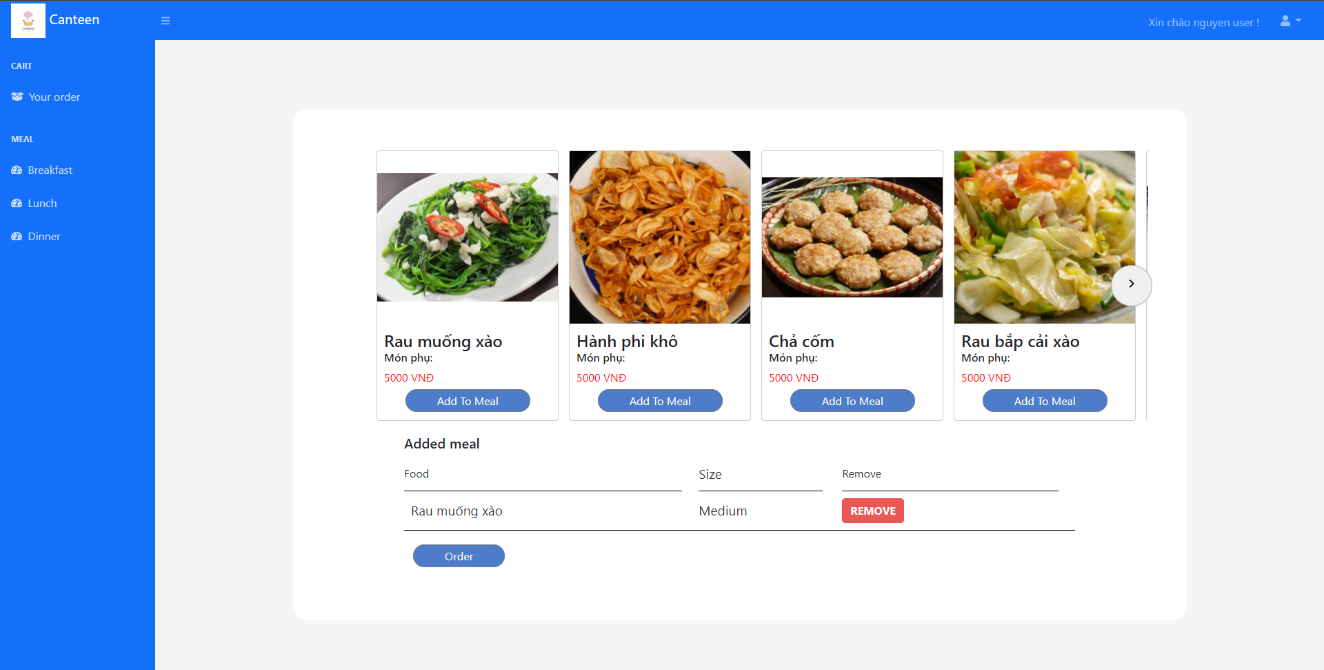 Canteen
Xin chào nguyen user !
CART
Your order
MEAL
Breakfast
Lunch
Dinner
Rau muống xào
Món phụ:
5000 VNĐ
Add To Meal
Hành phi khô
Món phụ:
5000 VNĐ
Add To Meal
Chả cốm
Món phụ:
5000 VNĐ
Add To Meal
Rau bắp cải xào
Món phụ:
5000 VNĐ
Add To Meal
Added meal
Food Size Remove
Rau muống xào Medium REMOVE
Order